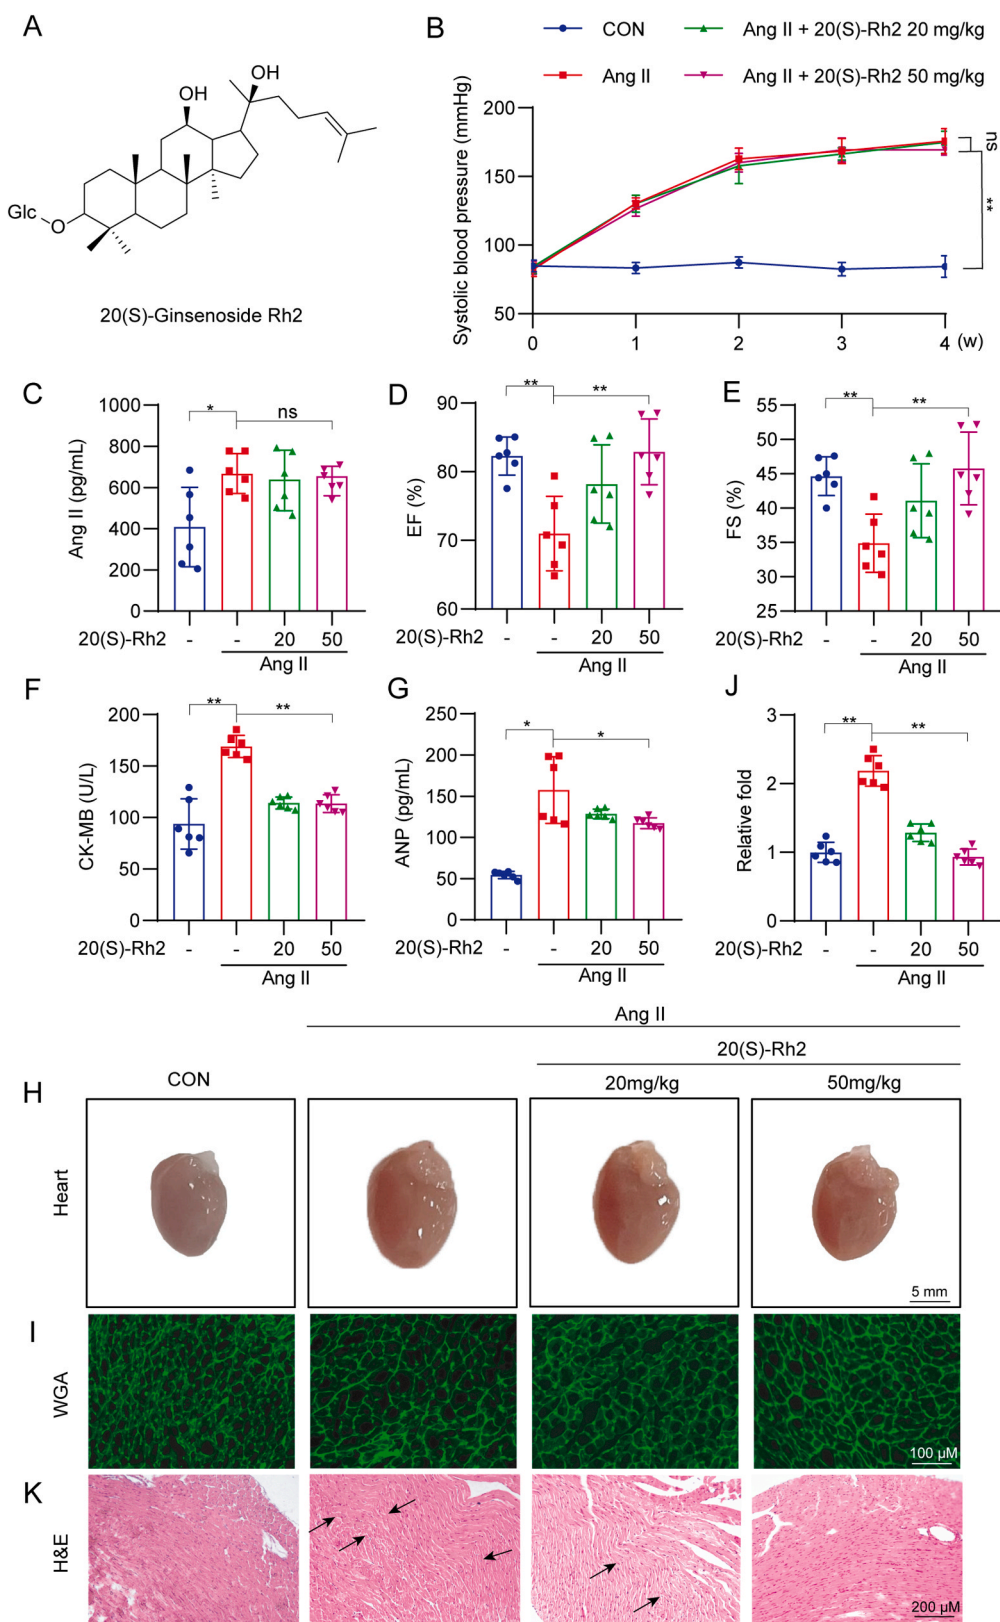 A
OH
OH
Glc
O
20(S)-Ginsenoside Rh2
B
CON
Ang II + 20(S)-Rh2 20 mg/kg
Ang II
Ang II + 20(S)-Rh2 50 mg/kg
Systolic blood pressure (mmHg)
200
150
100
50
0 1 2 3 4 (w)
ns
**
C
Ang II (pg/mL)
1000
800
600
400
200
0
* ns
20(S)-Rh2 - - 20 50
Ang II
D
EF (%)
90
80
70
60
** **
20(S)-Rh2 - - 20 50
Ang II
E
FS (%)
55
50
45
40
35
30
25
** **
20(S)-Rh2 - - 20 50
Ang II
F
CK-MB (U/L)
200
150
100
50
0
** **
20(S)-Rh2 - - 20 50
Ang II
G
ANP (pg/mL)
250
200
150
100
50
0
* *
20(S)-Rh2 - - 20 50
Ang II
J
Relative fold
3
2
1
0
** **
20(S)-Rh2 - - 20 50
Ang II
Ang II
20(S)-Rh2
CON
20mg/kg
50mg/kg
H
Heart
5 mm
I
WGA
100 µM
K
H&E
200 µM